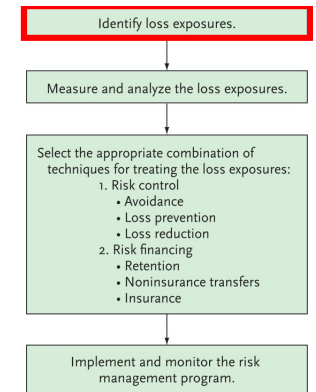 Identify loss exposures.
Measure and analyze the loss exposures.
Select the appropriate combination of
techniques for treating the loss exposures:
1. Risk control
• Avoidance
• Loss prevention
• Loss reduction
2. Risk financing
• Retention
• Noninsurance transfers
• Insurance
Implement and monitor the risk
management program.